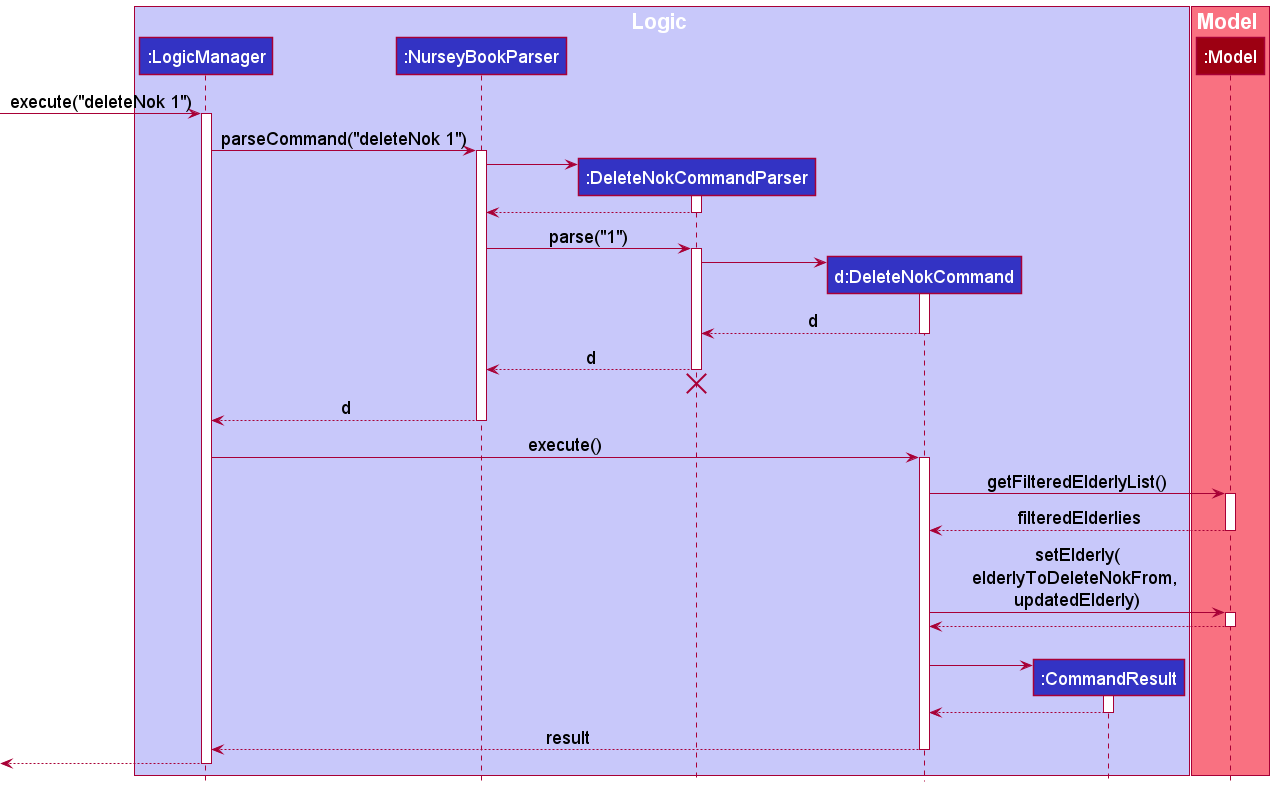 Logic
Model
:LogicManager
:NurseyBookParser
:Model
execute("deleteNok 1")
parseCommand("deleteNok 1")
:DeleteNokCommandParser
parse("1")
d:DeleteNokCommand
d
d
d
execute()
getFilteredElderlyList()
filteredElderlies
setElderly(
elderlyToDeleteNokFrom,
updatedElderly)
:CommandResult
result